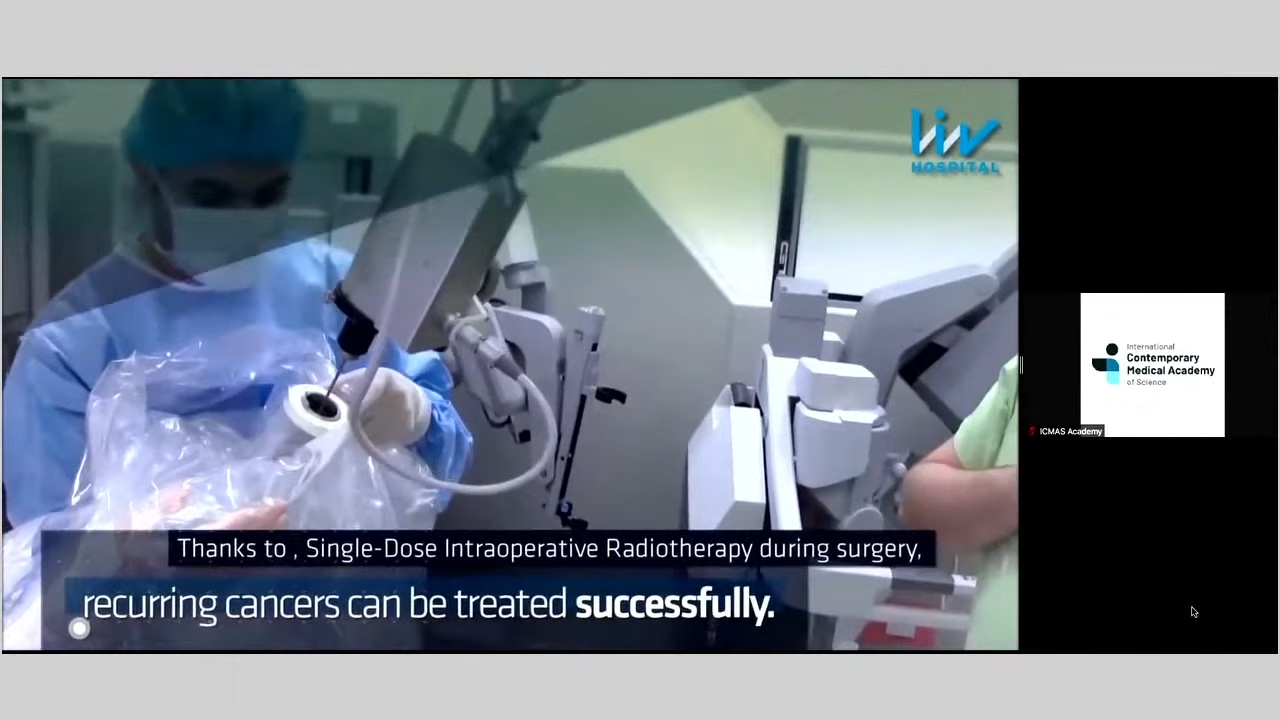 Liv
HOSPITAL
Thanks to , Single-Dose Intraoperative Radiotherapy during surgery,
recurring cancers can be treated successfully.
International
Contemporary
Medical Academy
of Science
ICMAS Academy